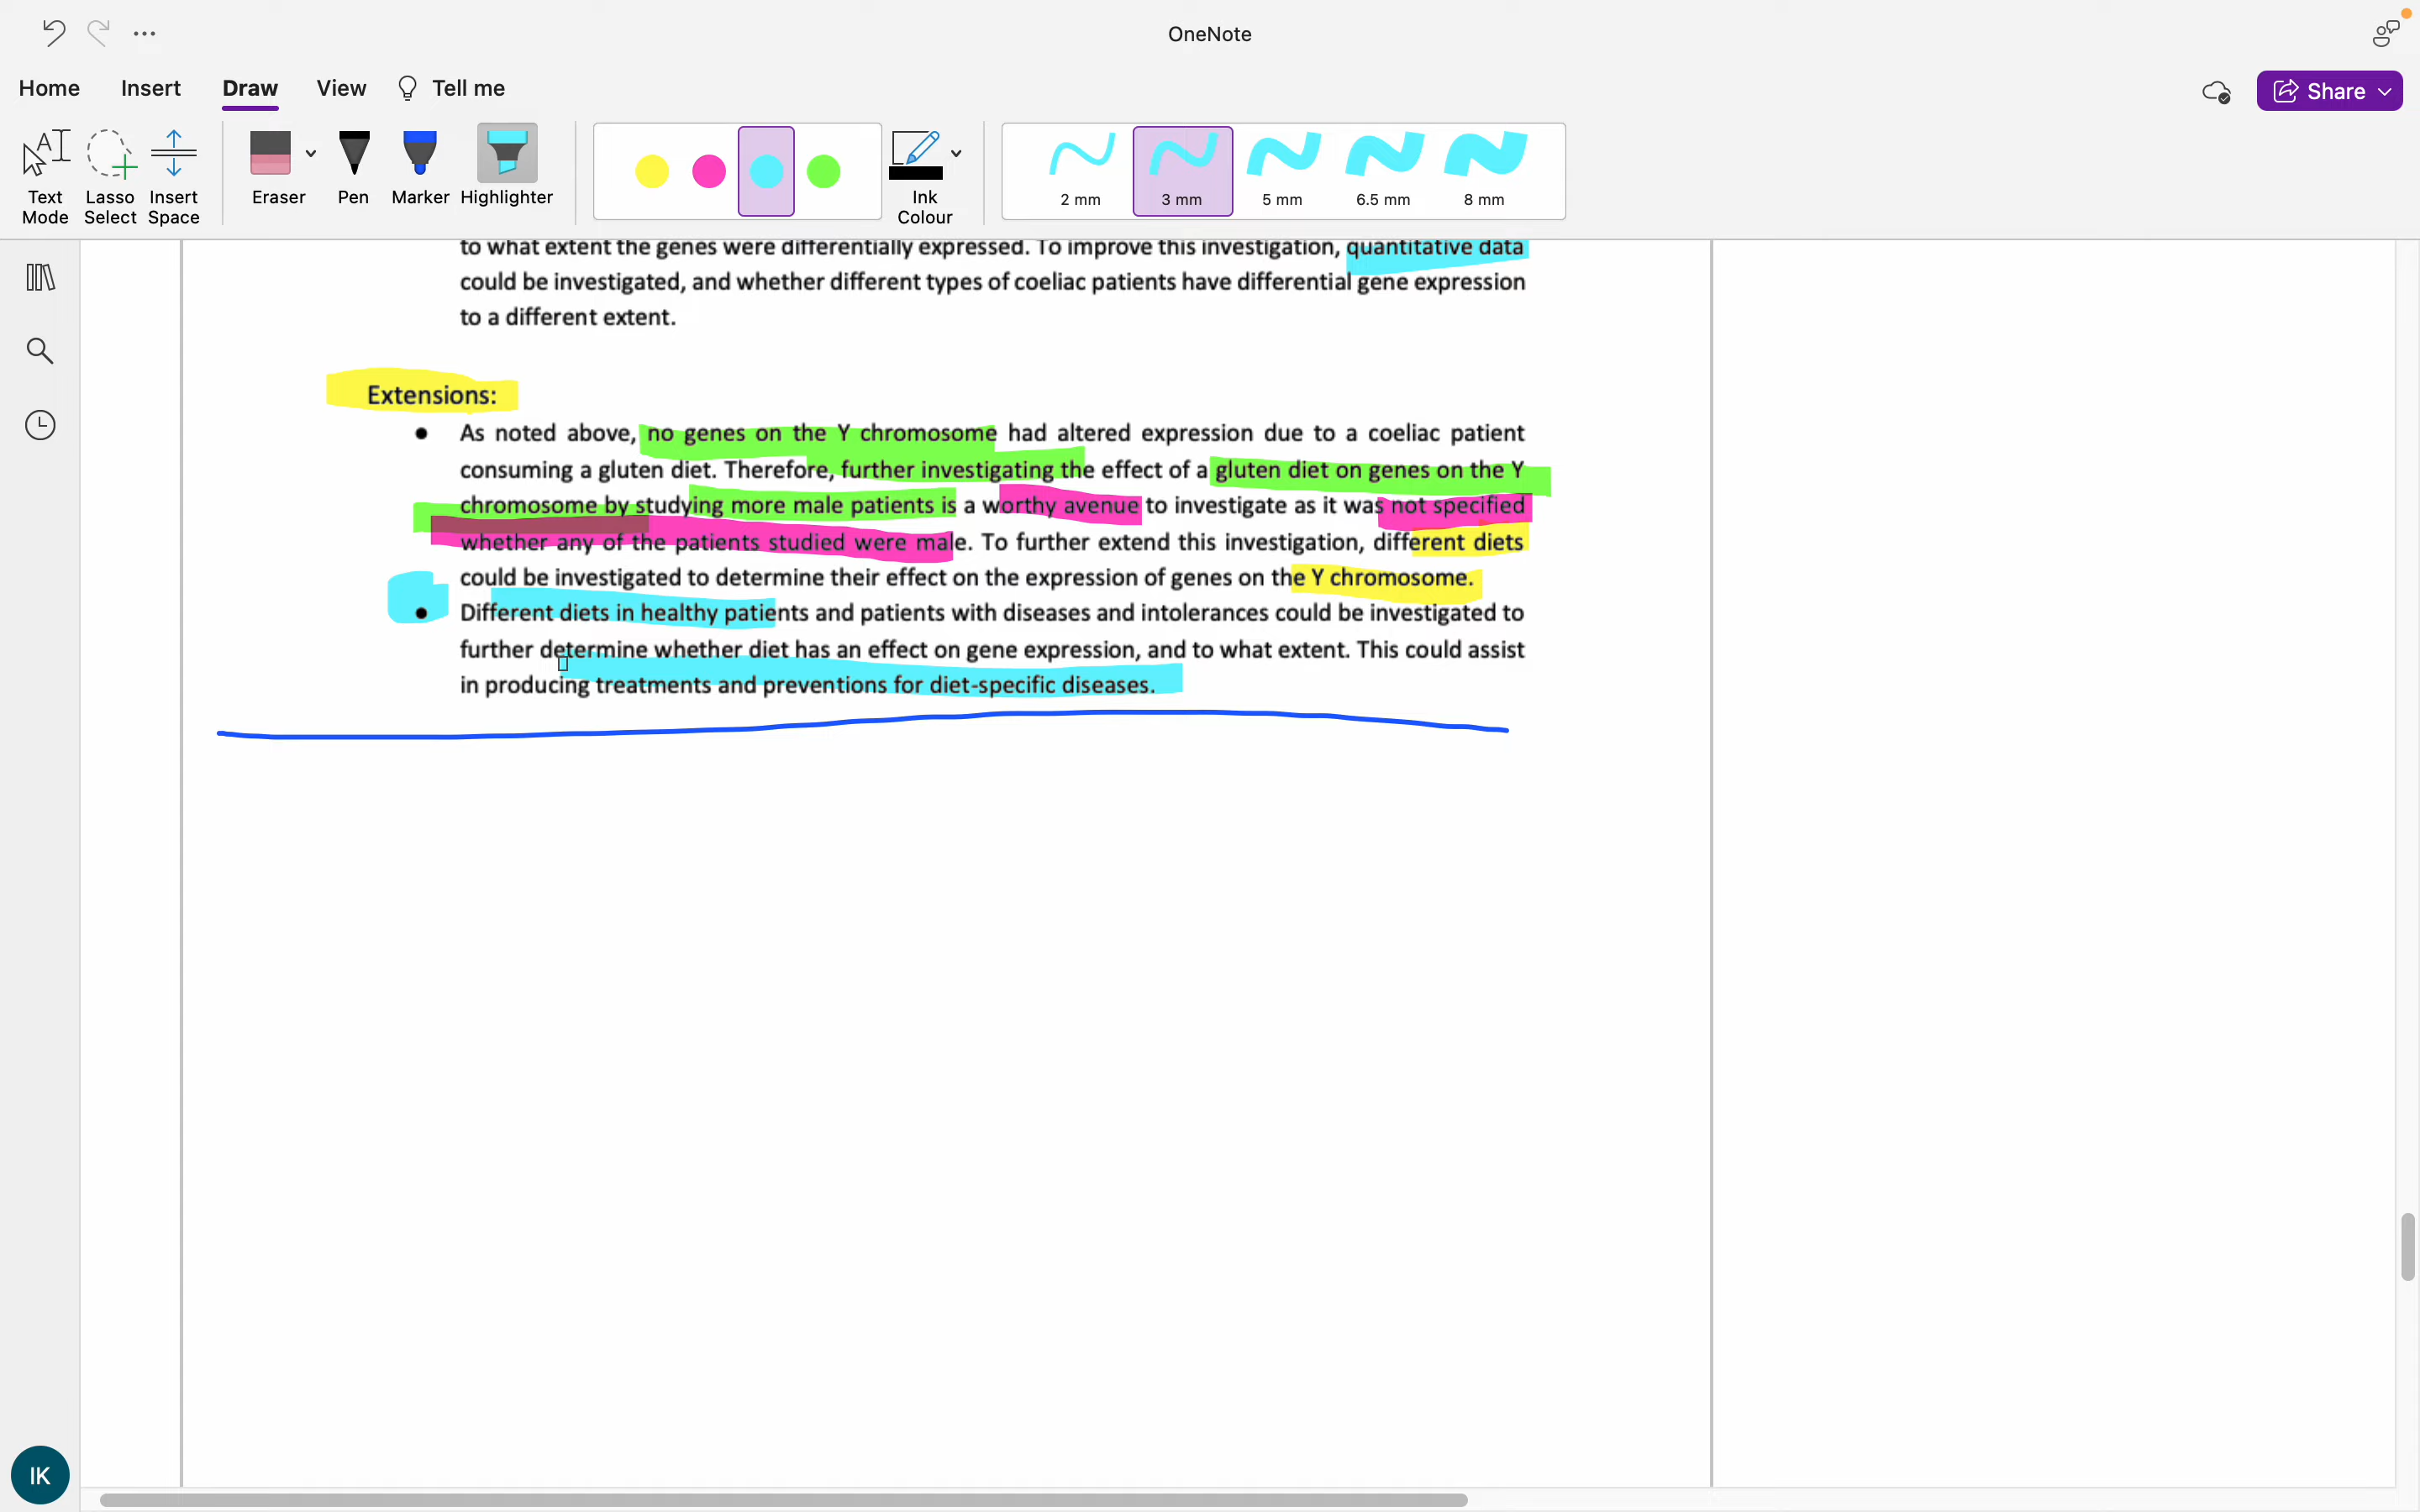 OneNote
Home Insert Draw View Tell me
Share
Text Mode
Lasso Select
Insert Space
Eraser
Pen
Marker
Highlighter
Ink Colour
2 mm
3 mm
5 mm
6.5 mm
8 mm
to what extent the genes were differentially expressed. To improve this investigation, quantitative data
could be investigated, and whether different types of coeliac patients have differential gene expression
to a different extent.
Extensions:
● As noted above, no genes on the Y chromosome had altered expression due to a coeliac patient
consuming a gluten diet. Therefore, further investigating the effect of a gluten diet on genes on the Y
chromosome by studying more male patients is a worthy avenue to investigate as it was not specified
whether any of the patients studied were male. To further extend this investigation, different diets
could be investigated to determine their effect on the expression of genes on the Y chromosome.
● Different diets in healthy patients and patients with diseases and intolerances could be investigated to
further determine whether diet has an effect on gene expression, and to what extent. This could assist
in producing treatments and preventions for diet-specific diseases.
IK